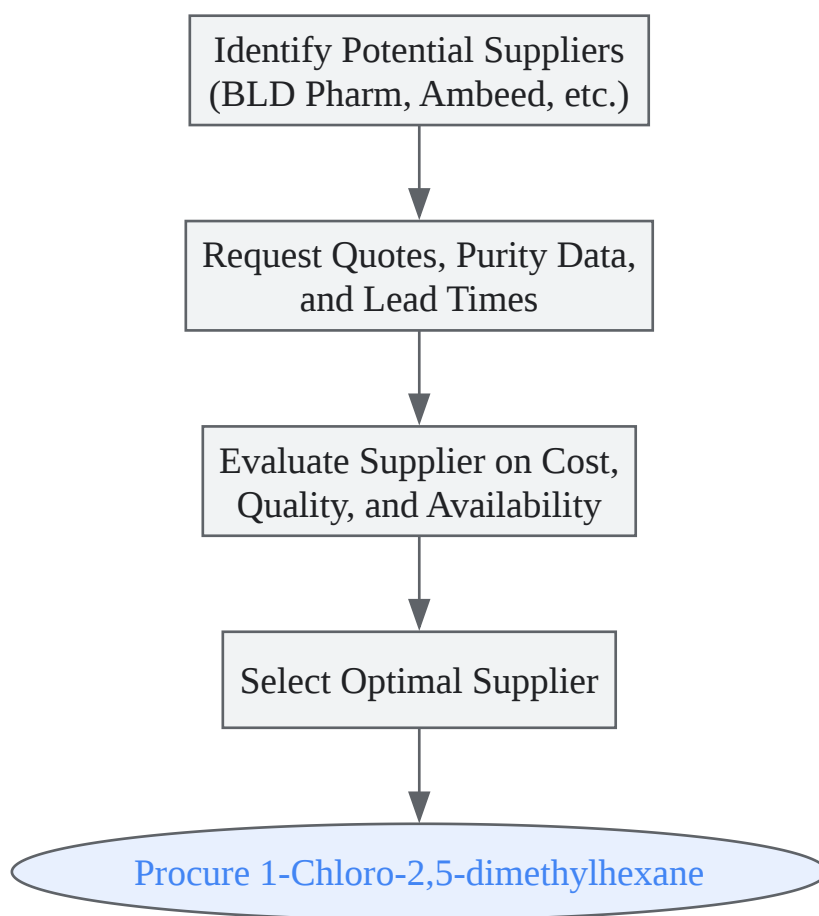 Identify Potential Suppliers
(BLD Pharm, Ambeed, etc.)
Request Quotes, Purity Data,
and Lead Times
Evaluate Supplier on Cost,
Quality, and Availability
Select Optimal Supplier
Procure 1-Chloro-2,5-dimethylhexane